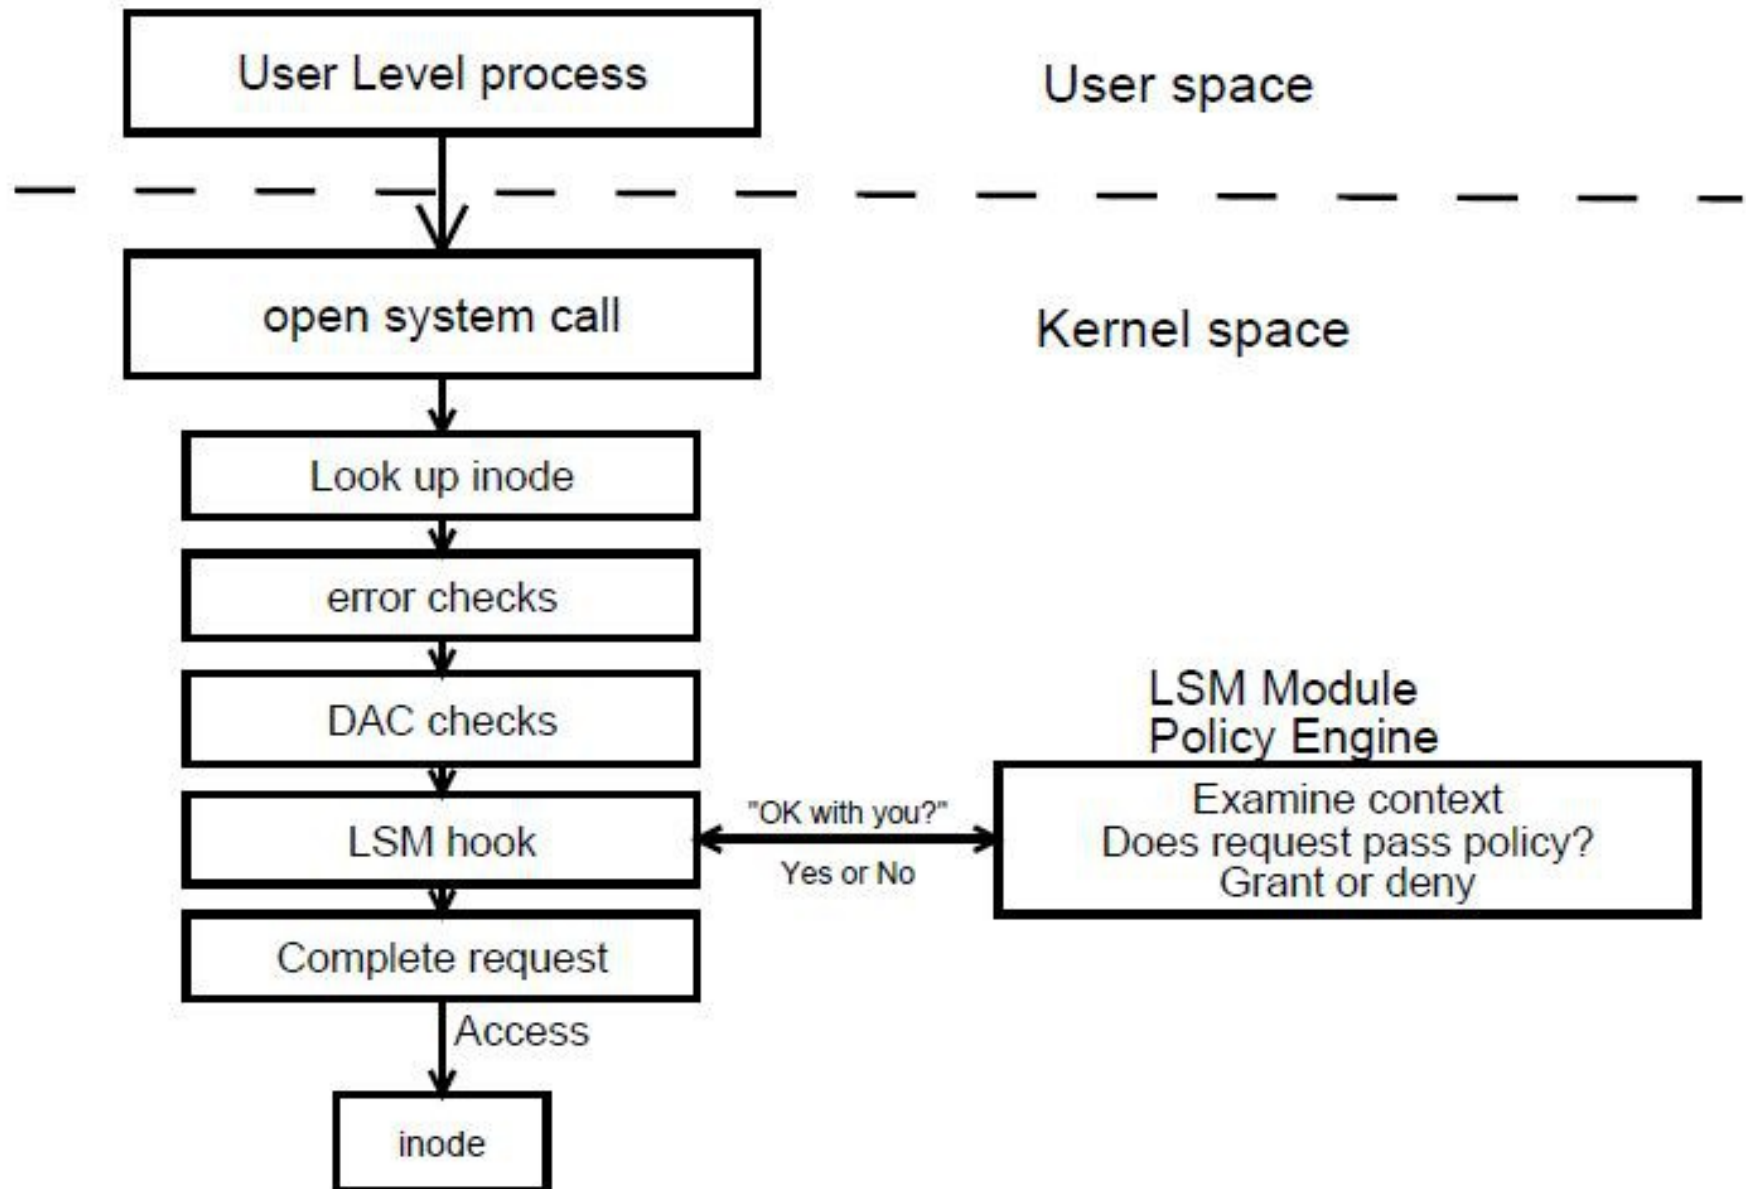 User Level process
User space
open system call
Kernel space
Look up inode
error checks
DAC checks
LSM Module
Policy Engine
LSM hook
"OK with you?"
Yes or No
Examine context
Does request pass policy?
Grant or deny
Complete request
Access
inode